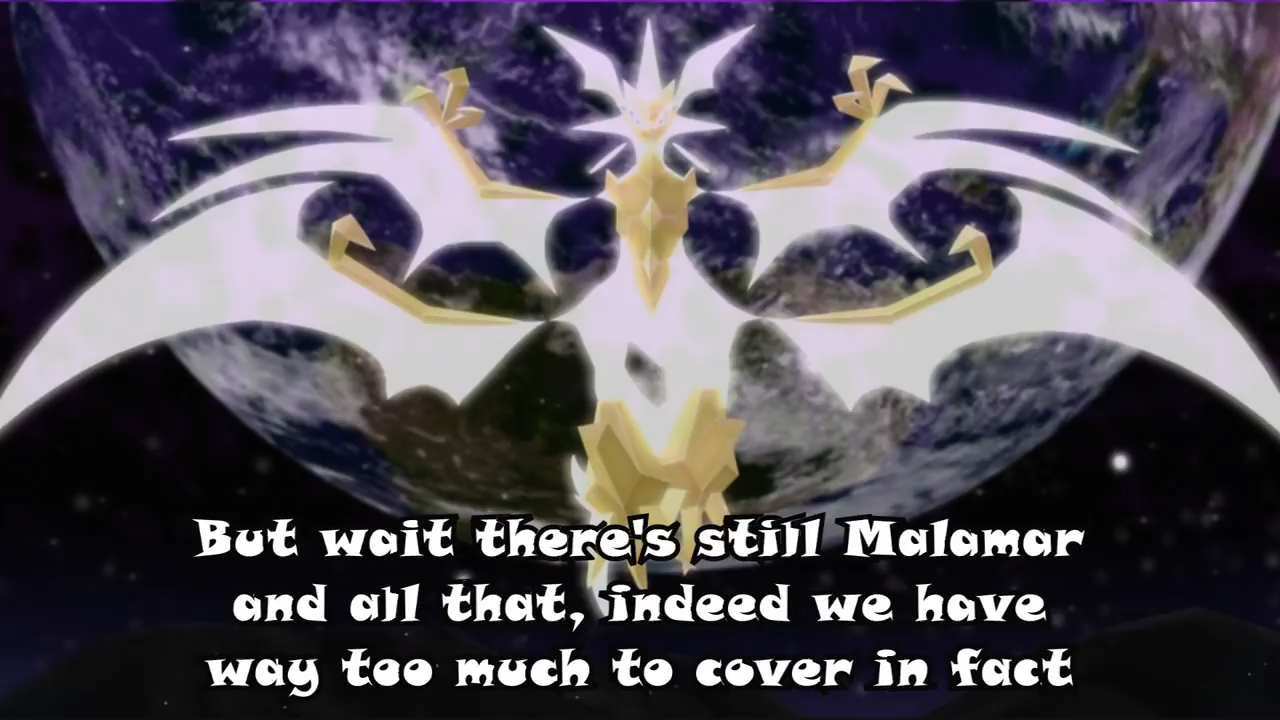 But wait there's still Malamar
and all that, indeed we have
way too much to cover in fact